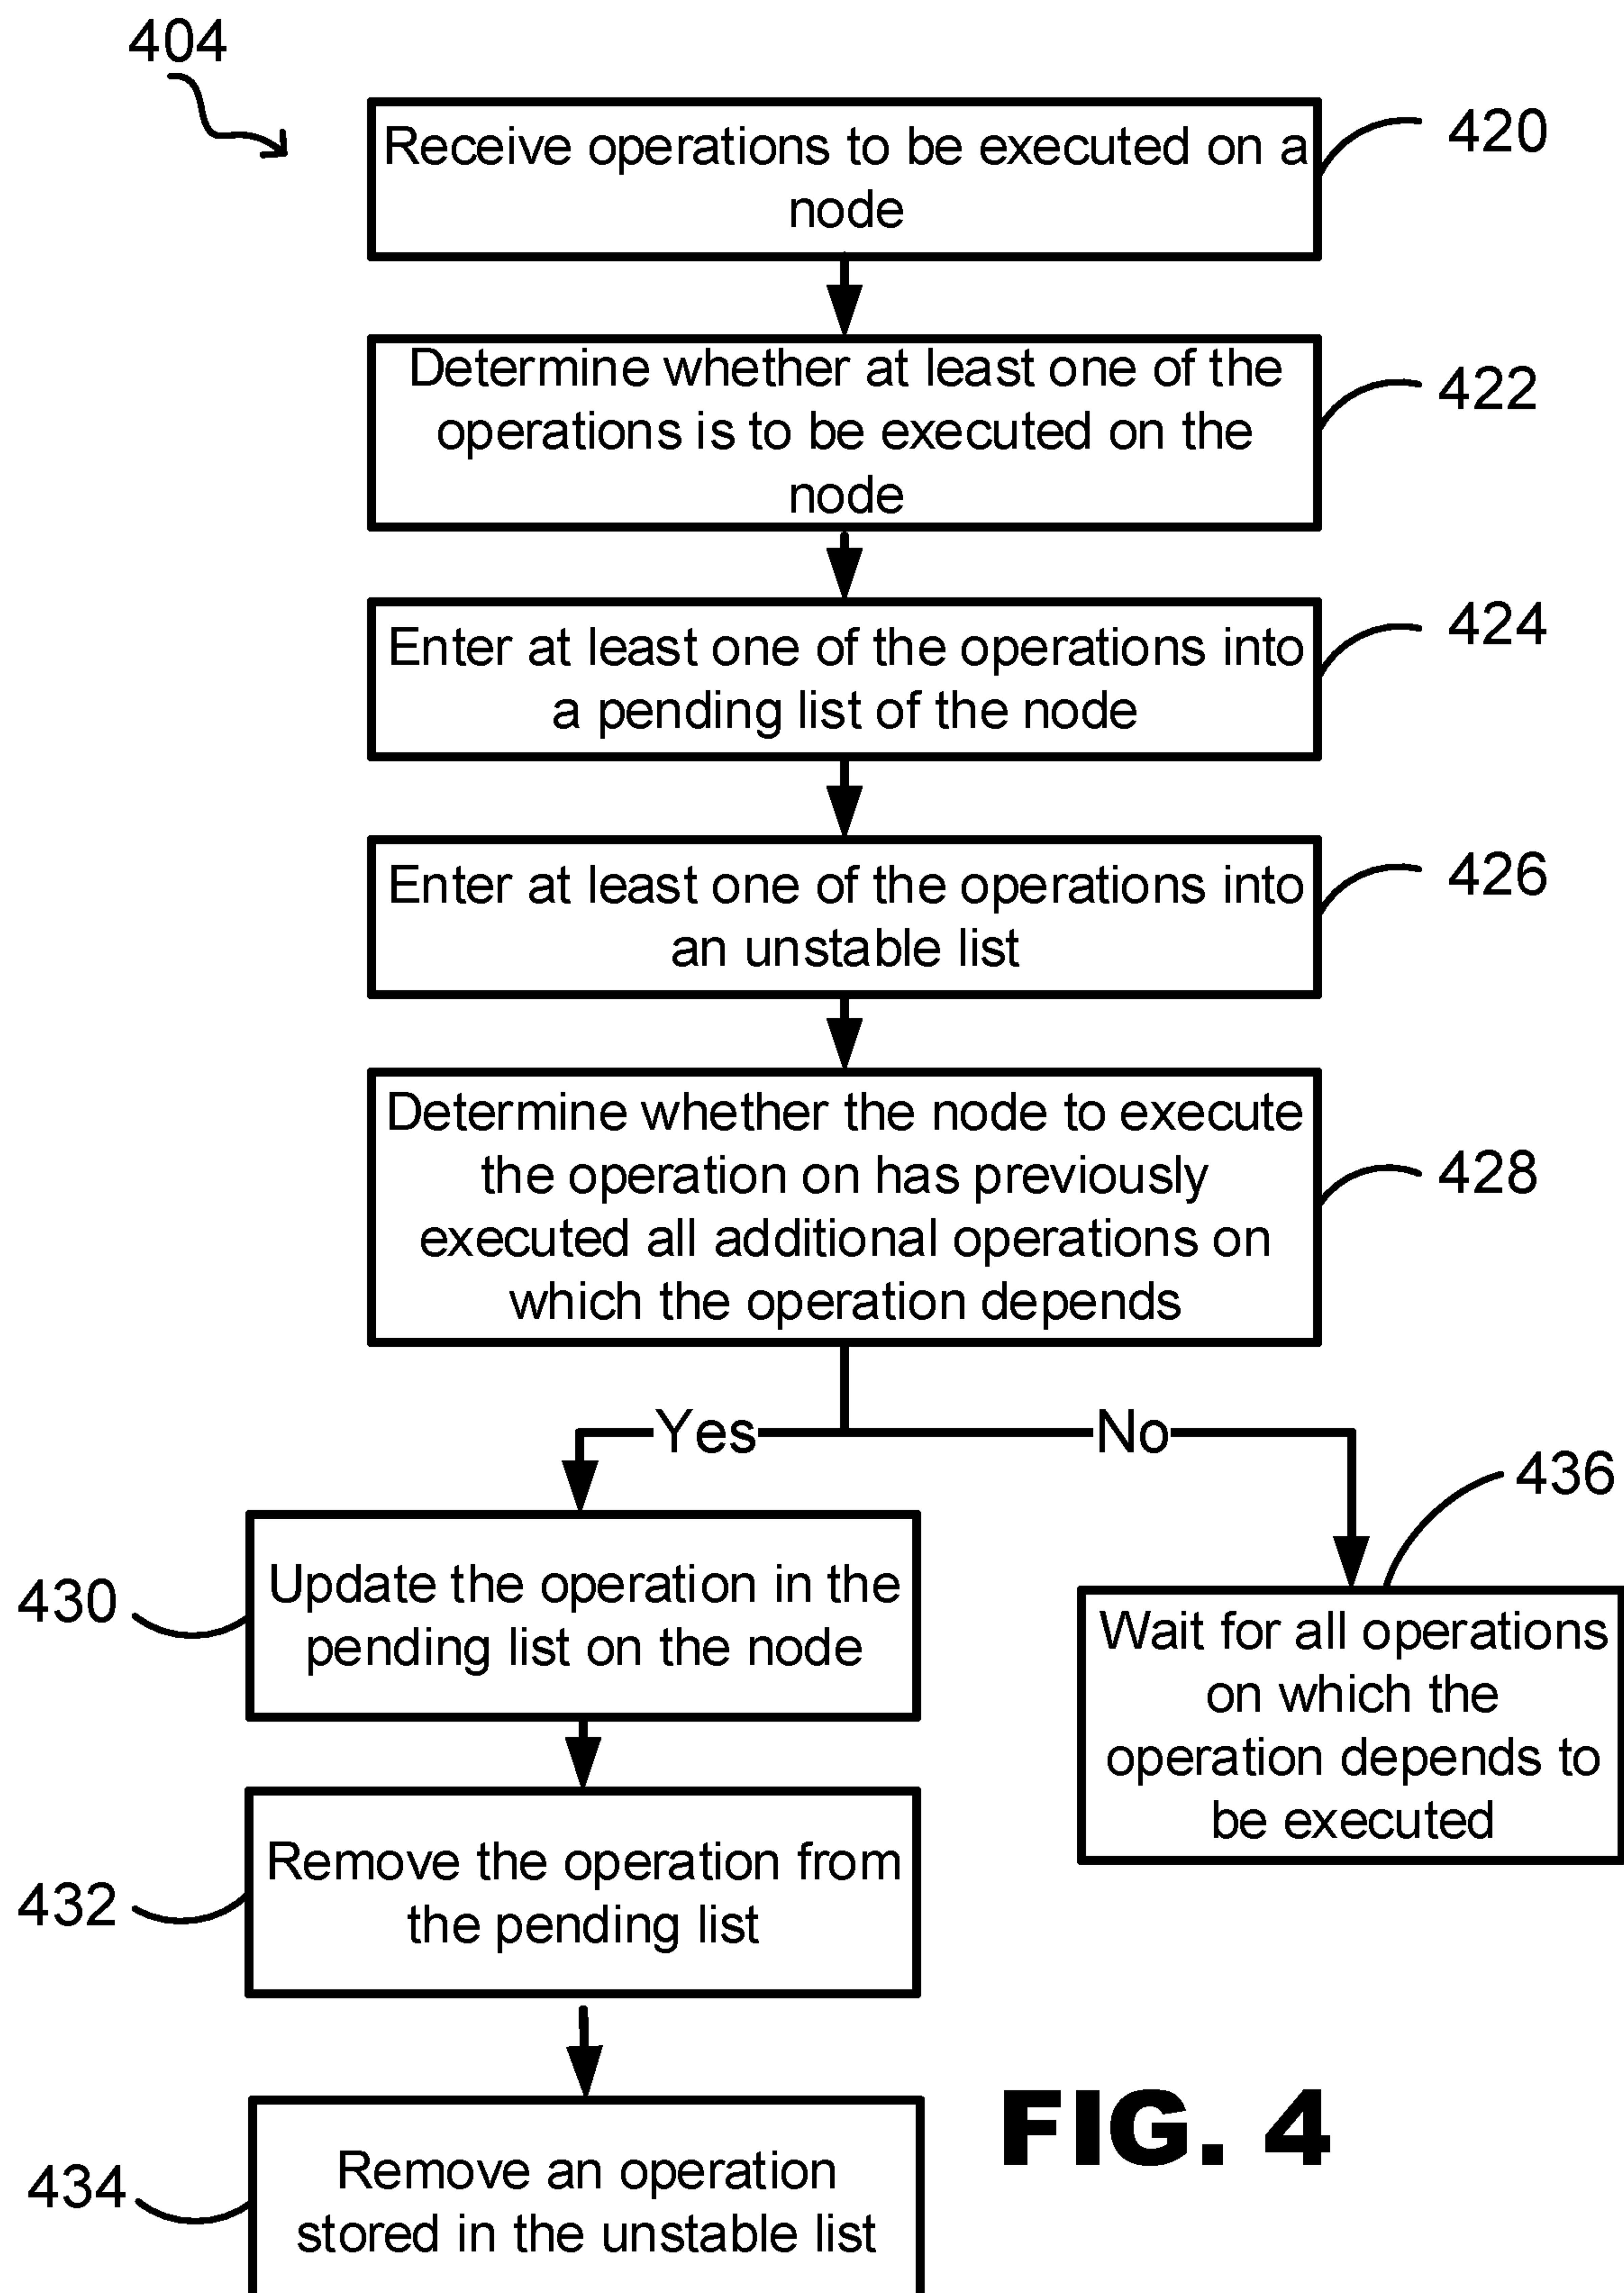 404
Receive operations to be executed on a
node
420
Determine whether at least one of the
operations is to be executed on the
node
422
Enter at least one of the operations into
a pending list of the node
424
Enter at least one of the operations into
an unstable list
426
Determine whether the node to execute
the operation on has previously
executed all additional operations on
which the operation depends
428
Yes
No
430
Update the operation in the
pending list on the node
436
Wait for all operations
on which the
operation depends to
be executed
432
Remove the operation from
the pending list
434
Remove an operation
stored in the unstable list
FIG. 4